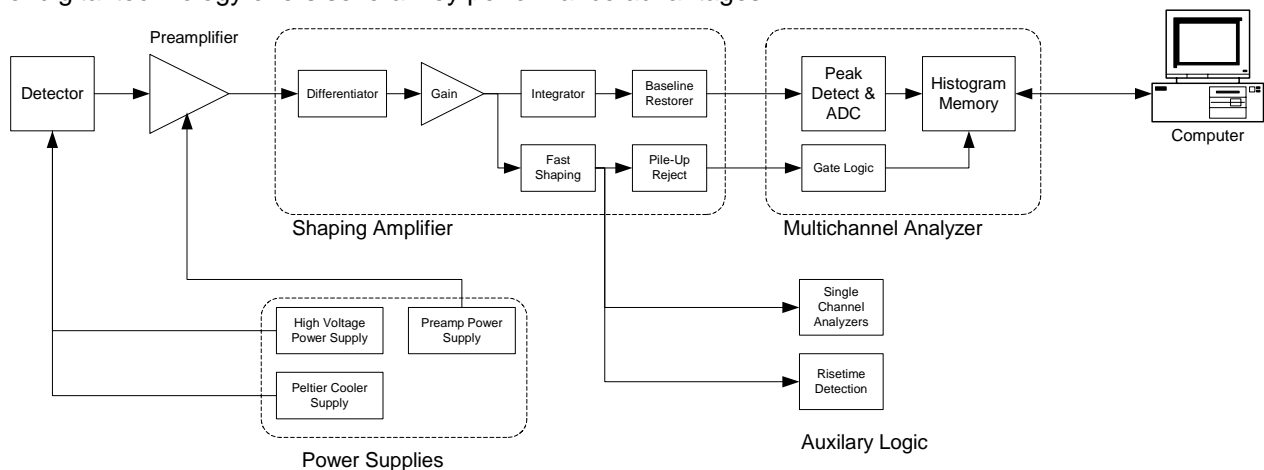 Preamplifier
Detector
Differentiator
Gain
Integrator
Baseline
Restorer
Fast
Shaping
Pile-Up
Reject
Shaping Amplifier
Peak
Detect &
ADC
Histogram
Memory
Gate Logic
Multichannel Analyzer
Computer
High Voltage
Power Supply
Preamp Power
Supply
Peltier Cooler
Supply
Power Supplies
Single
Channel
Analyzers
Risetime
Detection
Auxilary Logic